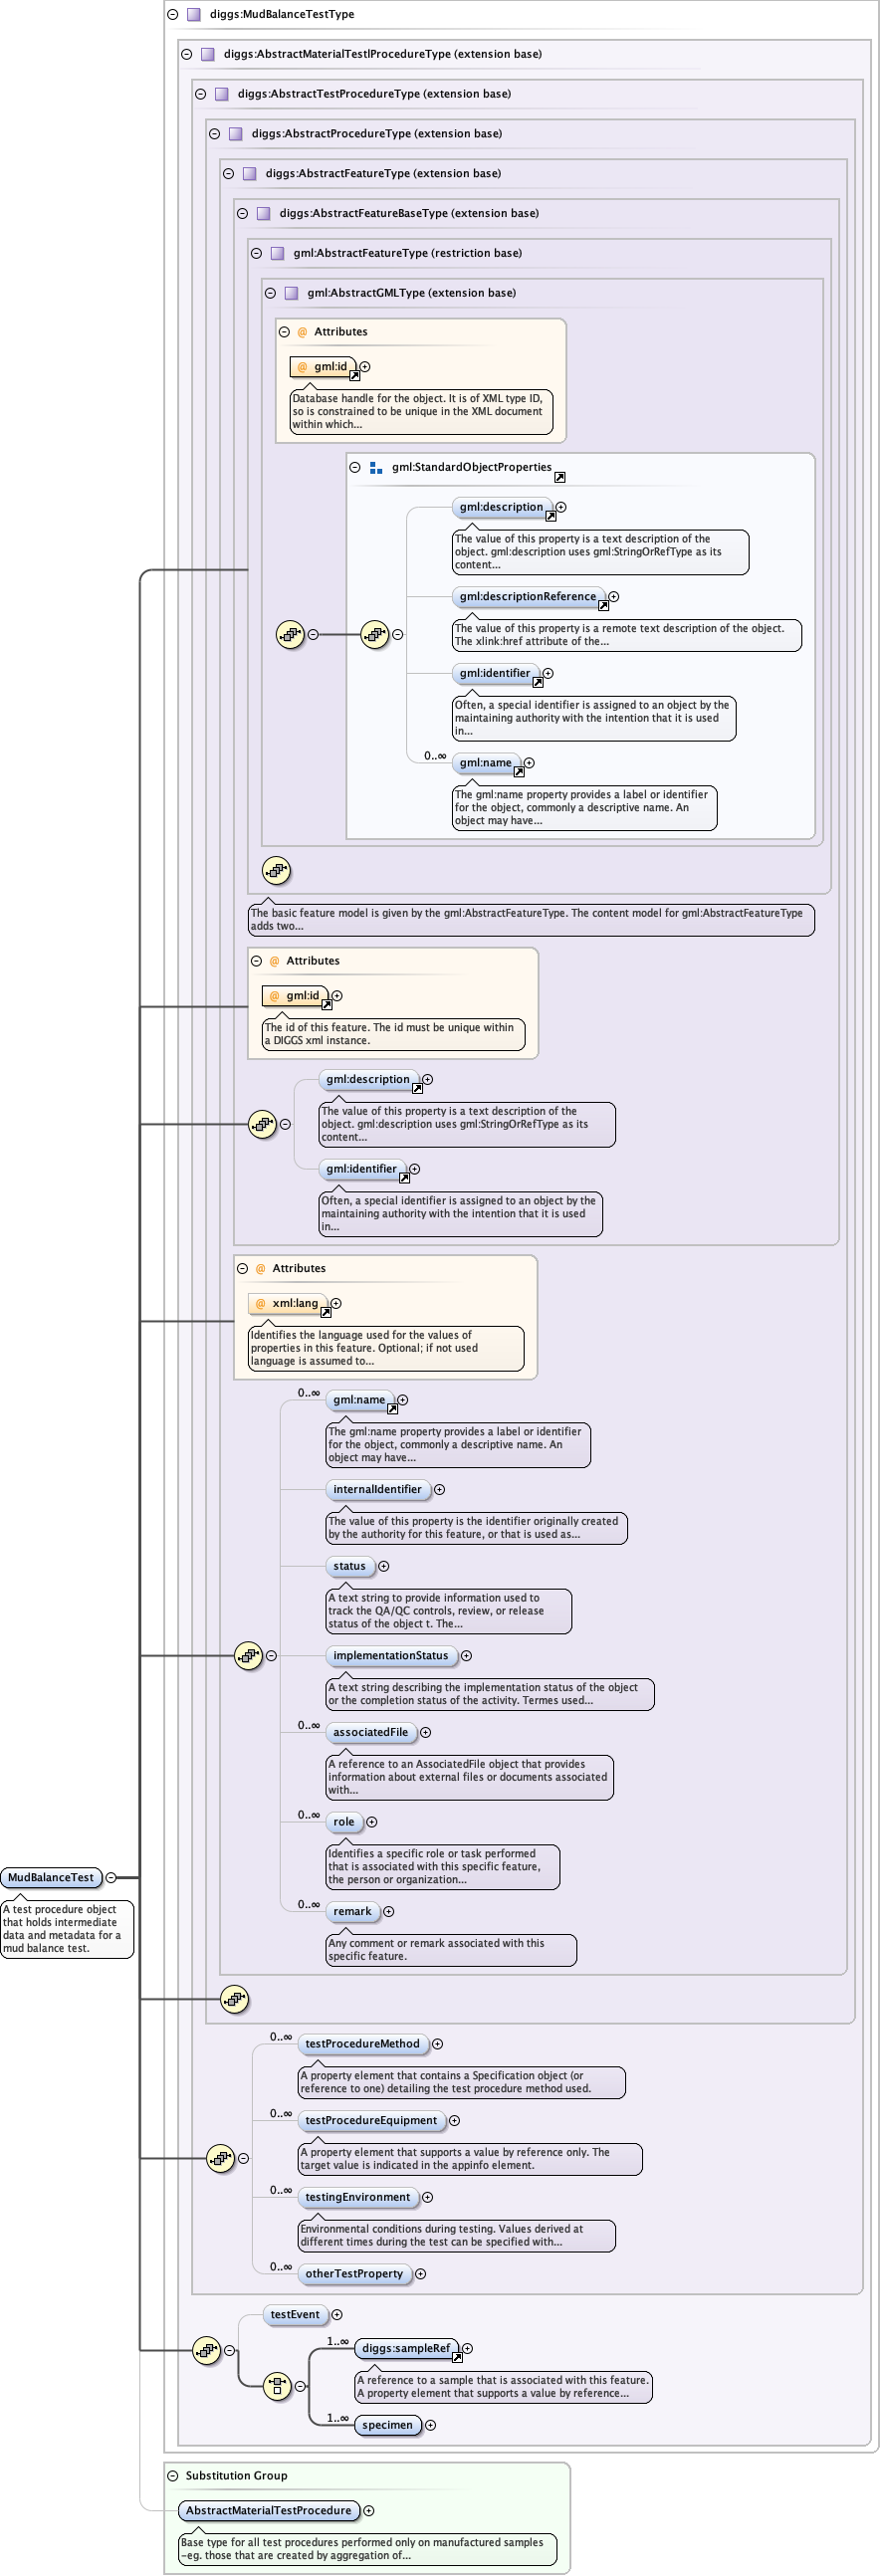 diggs:MudBalanceTestType
diggs:AbstractMaterialTestlProcedureType (extension base)
diggs:AbstractTestProcedureType (extension base)
diggs:AbstractProcedureType (extension base)
diggs:AbstractFeatureType (extension base)
diggs:AbstractFeatureBaseType (extension base)
gml:AbstractFeatureType (restriction base)
gml:AbstractGMLType (extension base)
@ Attributes
@ gml:id
Database handle for the object. It is of XML type ID,
so is constrained to be unique in the XML document
within which...
gml:StandardObjectProperties
gml:description
The value of this property is a text description of the
object. gml:description uses gml:StringOrRefType as its
content...
gml:descriptionReference
The value of this property is a remote text description of the object.
The xlink:href attribute of the...
gml:identifier
Often, a special identifier is assigned to an object by the
maintaining authority with the intention that it is used
in...
0..∞
gml:name
The gml:name property provides a label or identifier
for the object, commonly a descriptive name. An
object may have...
The basic feature model is given by the gml:AbstractFeatureType. The content model for gml:AbstractFeatureType
adds two...
@ Attributes
@ gml:id
The id of this feature. The id must be unique within
a DIGGS xml instance.
gml:description
The value of this property is a text description of the
object. gml:description uses gml:StringOrRefType as its
content...
gml:identifier
Often, a special identifier is assigned to an object by the
maintaining authority with the intention that it is used
in...
@ Attributes
@ xml:lang
Identifies the language used for the values of
properties in this feature. Optional; if not used
language is assumed to...
0..∞
gml:name
The gml:name property provides a label or identifier
for the object, commonly a descriptive name. An
object may have...
internalIdentifier
The value of this property is the identifier originally created
by the authority for this feature, or that is used as...
status
A text string to provide information used to
track the QA/QC controls, review, or release
status of the object t. The...
implementationStatus
A text string describing the implementation status of the object
or the completion status of the activity. Termes used...
0..∞
associatedFile
A reference to an AssociatedFile object that provides
information about external files or documents associated
with...
0..∞
role
Identifies a specific role or task performed
that is associated with this specific feature,
the person or organization...
0..∞
remark
Any comment or remark associated with this
specific feature.
MudBalanceTest
A test procedure object
that holds intermediate
data and metadata for a
mud balance test.
0..∞
testProcedureMethod
A property element that contains a Specification object (or
reference to one) detailing the test procedure method used.
0..∞
testProcedureEquipment
A property element that supports a value by reference only. The
target value is indicated in the appinfo element.
0..∞
testingEnvironment
Environmental conditions during testing. Values derived at
different times during the test can be specified with...
0..∞
otherTestProperty
testEvent
1..∞
diggs:sampleRef
A reference to a sample that is associated with this feature.
A property element that supports a value by reference...
1..∞
specimen
Substitution Group
AbstractMaterialTestProcedure
Base type for all test procedures performed only on manufactured samples
-eg. those that are created by aggregation of...